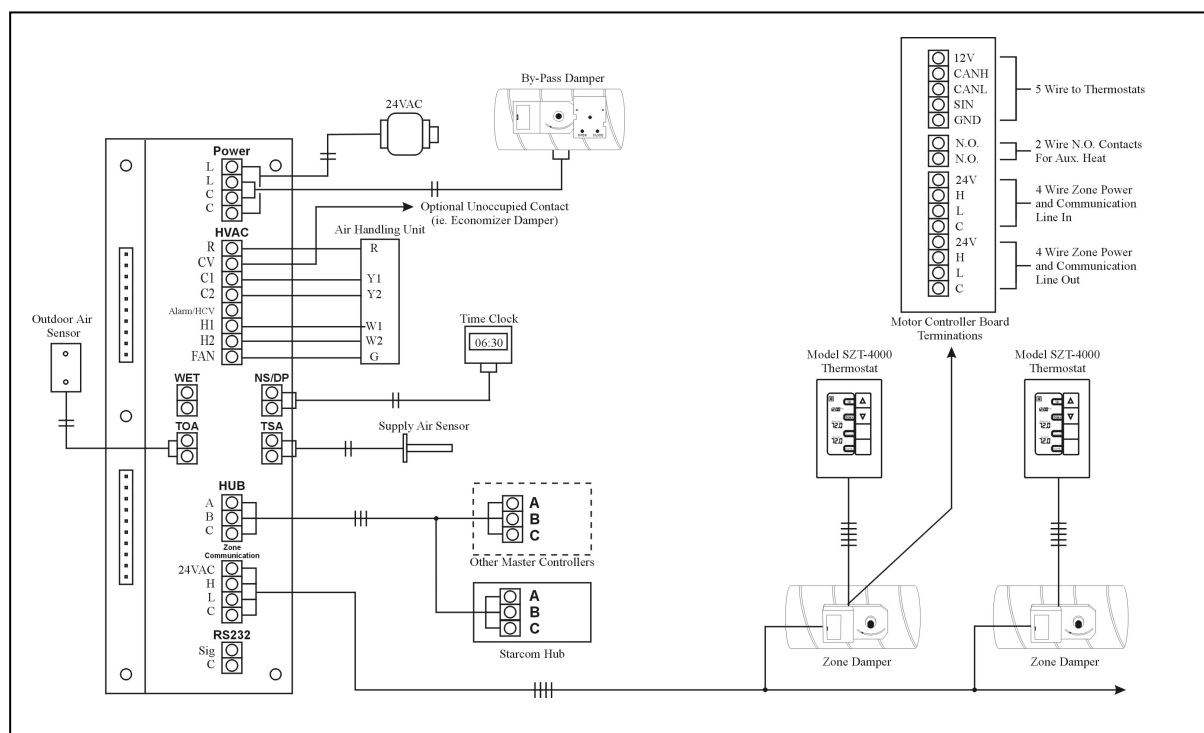 By-Pass Damper
24VAC
Power
L
L
C
C
Optional Unoccupied Contact
(ie. Economizer Damper)
HVAC
R
CV
C1
C2
Alarm/HCV
H1
H2
FAN
Air Handling Unit
R
Y1
Y2
W1
W2
G
Outdoor Air
Sensor
Time Clock
06:30
WET
NS/DP
TOA
TSA
Supply Air Sensor
HUB
A
B
C
A
B
C
Other Master Controllers
Zone
Communication
24VAC
H
L
C
A
B
C
Starcom Hub
RS232
Sig
C
12V
CANH
CANL
SIN
GND
5 Wire to Thermostats
N.O.
N.O.
2 Wire N.O. Contacts
For Aux. Heat
24V
H
L
C
4 Wire Zone Power
and Communication
Line In
24V
H
L
C
4 Wire Zone Power
and Communication
Line Out
Motor Controller Board
Terminations
Model SZT-4000
Thermostat
Model SZT-4000
Thermostat
Zone Damper
Zone Damper